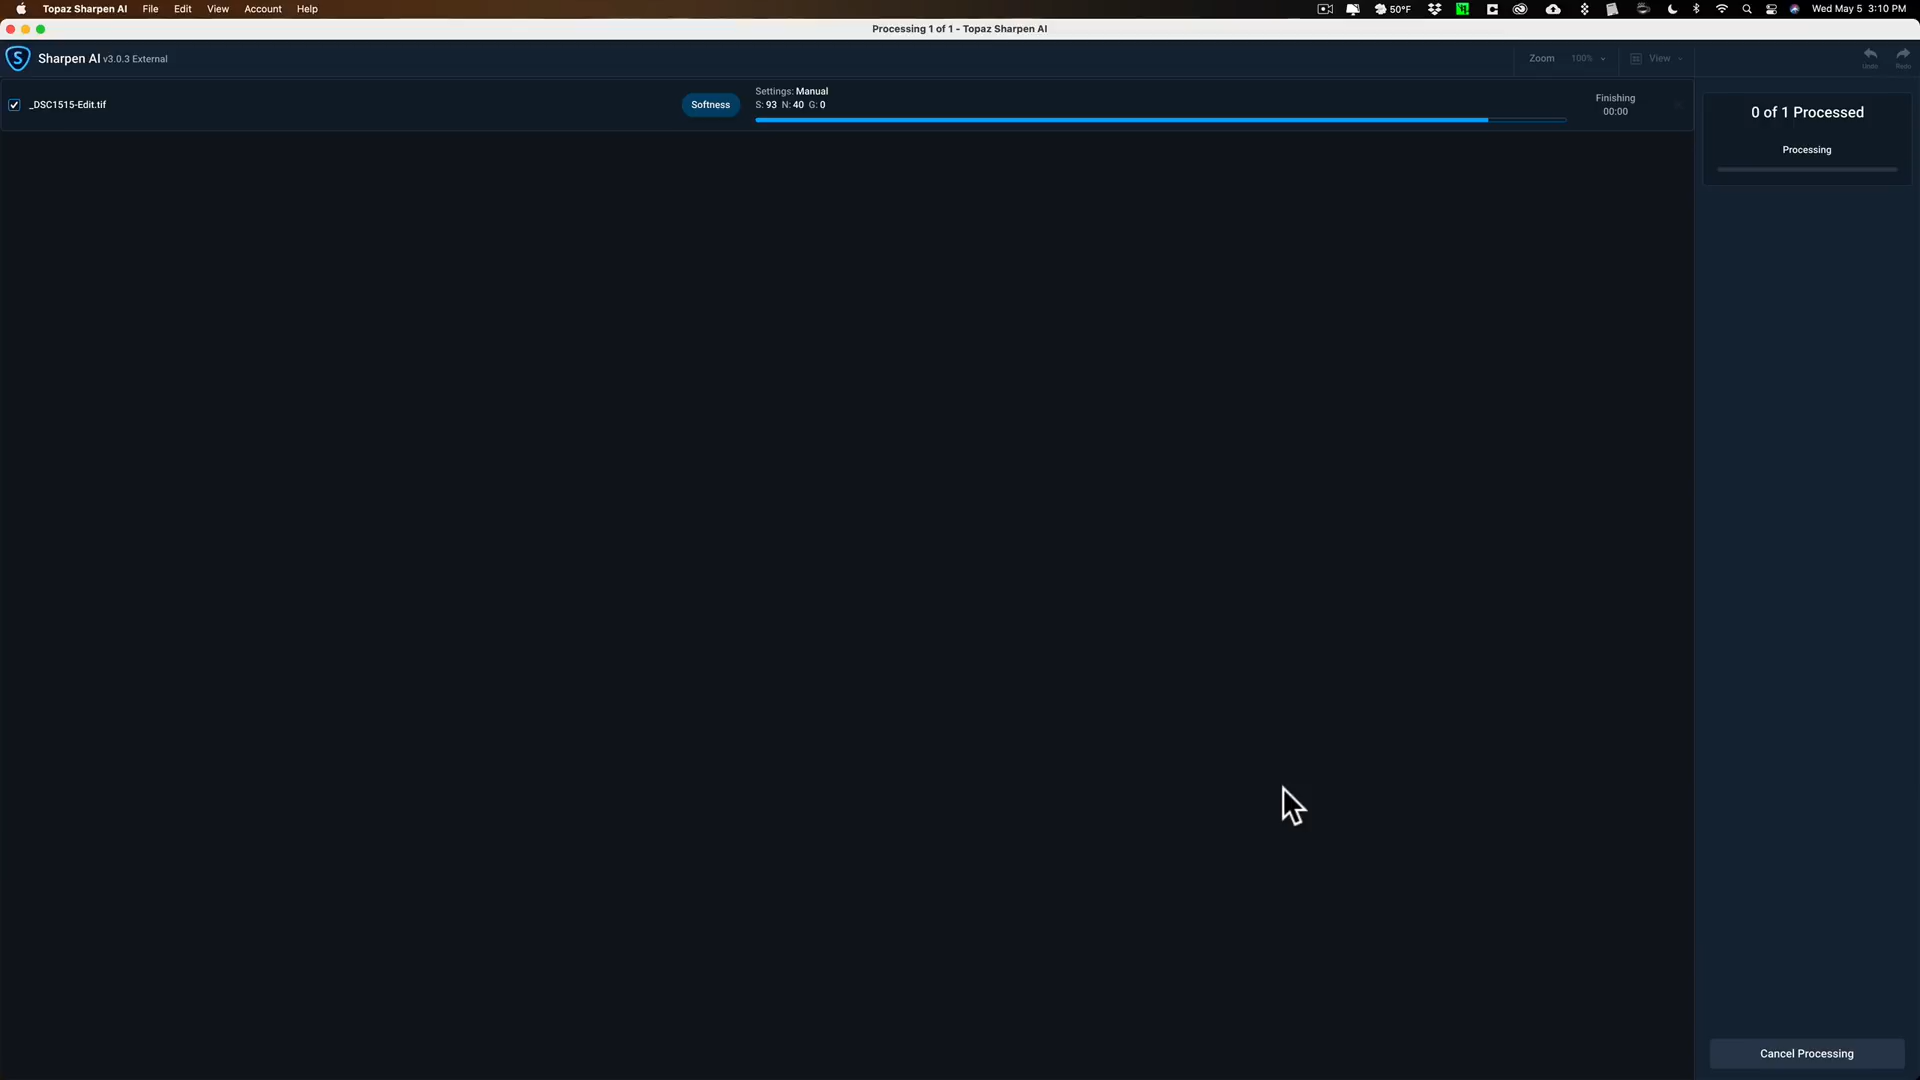 Topaz Sharpen AI File Edit View Account Help 50°F Wed May 5 3:10 PM
Processing 1 of 1 - Topaz Sharpen AI
Sharpen AI v3.0.3 External Zoom 100% View Undo Redo
_DSC1515-Edit.tif Softness
Settings: Manual
S: 93 N: 40 G: 0
Finishing
00:00
0 of 1 Processed
Processing
Cancel Processing